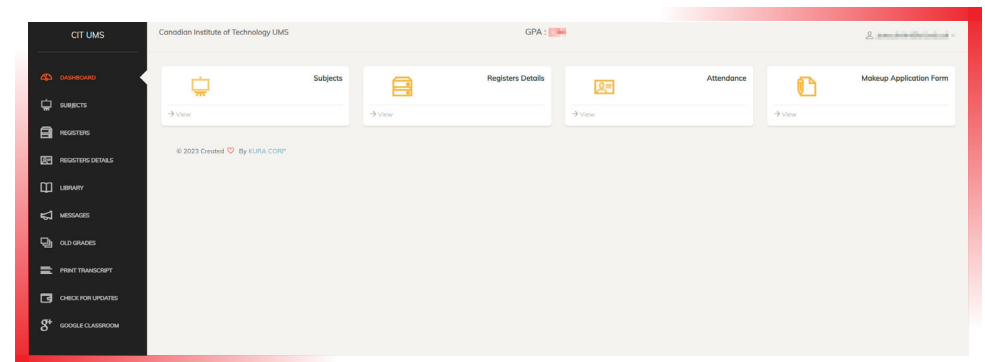 CIT UMS
Canadian Institute of Technology UMS
GPA :
DASHBOARD
SUBJECTS
REGISTERS
REGISTERS DETAILS
LIBRARY
MESSAGES
OLD GRADES
PRINT TRANSCRIPT
CHECK FOR UPDATES
GOOGLE CLASSROOM
Subjects
→ View
Registers Details
→ View
Attendance
→ View
Makeup Application Form
→ View
© 2023 Created ♡ By KURA CORP